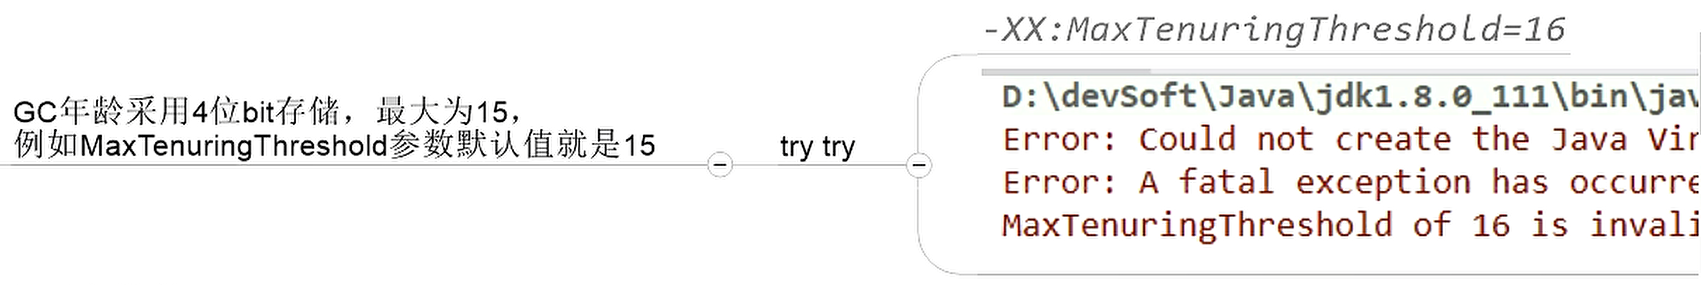 GC年龄采用4位bit存储，最大为15，
例如MaxTenuringThreshold参数默认值就是15
try try
-XX:MaxTenuringThreshold=16
D:\devSoft\Java\jdk1.8.0_111\bin\jav
Error: Could not create the Java Vir
Error: A fatal exception has occurre
MaxTenuringThreshold of 16 is invali